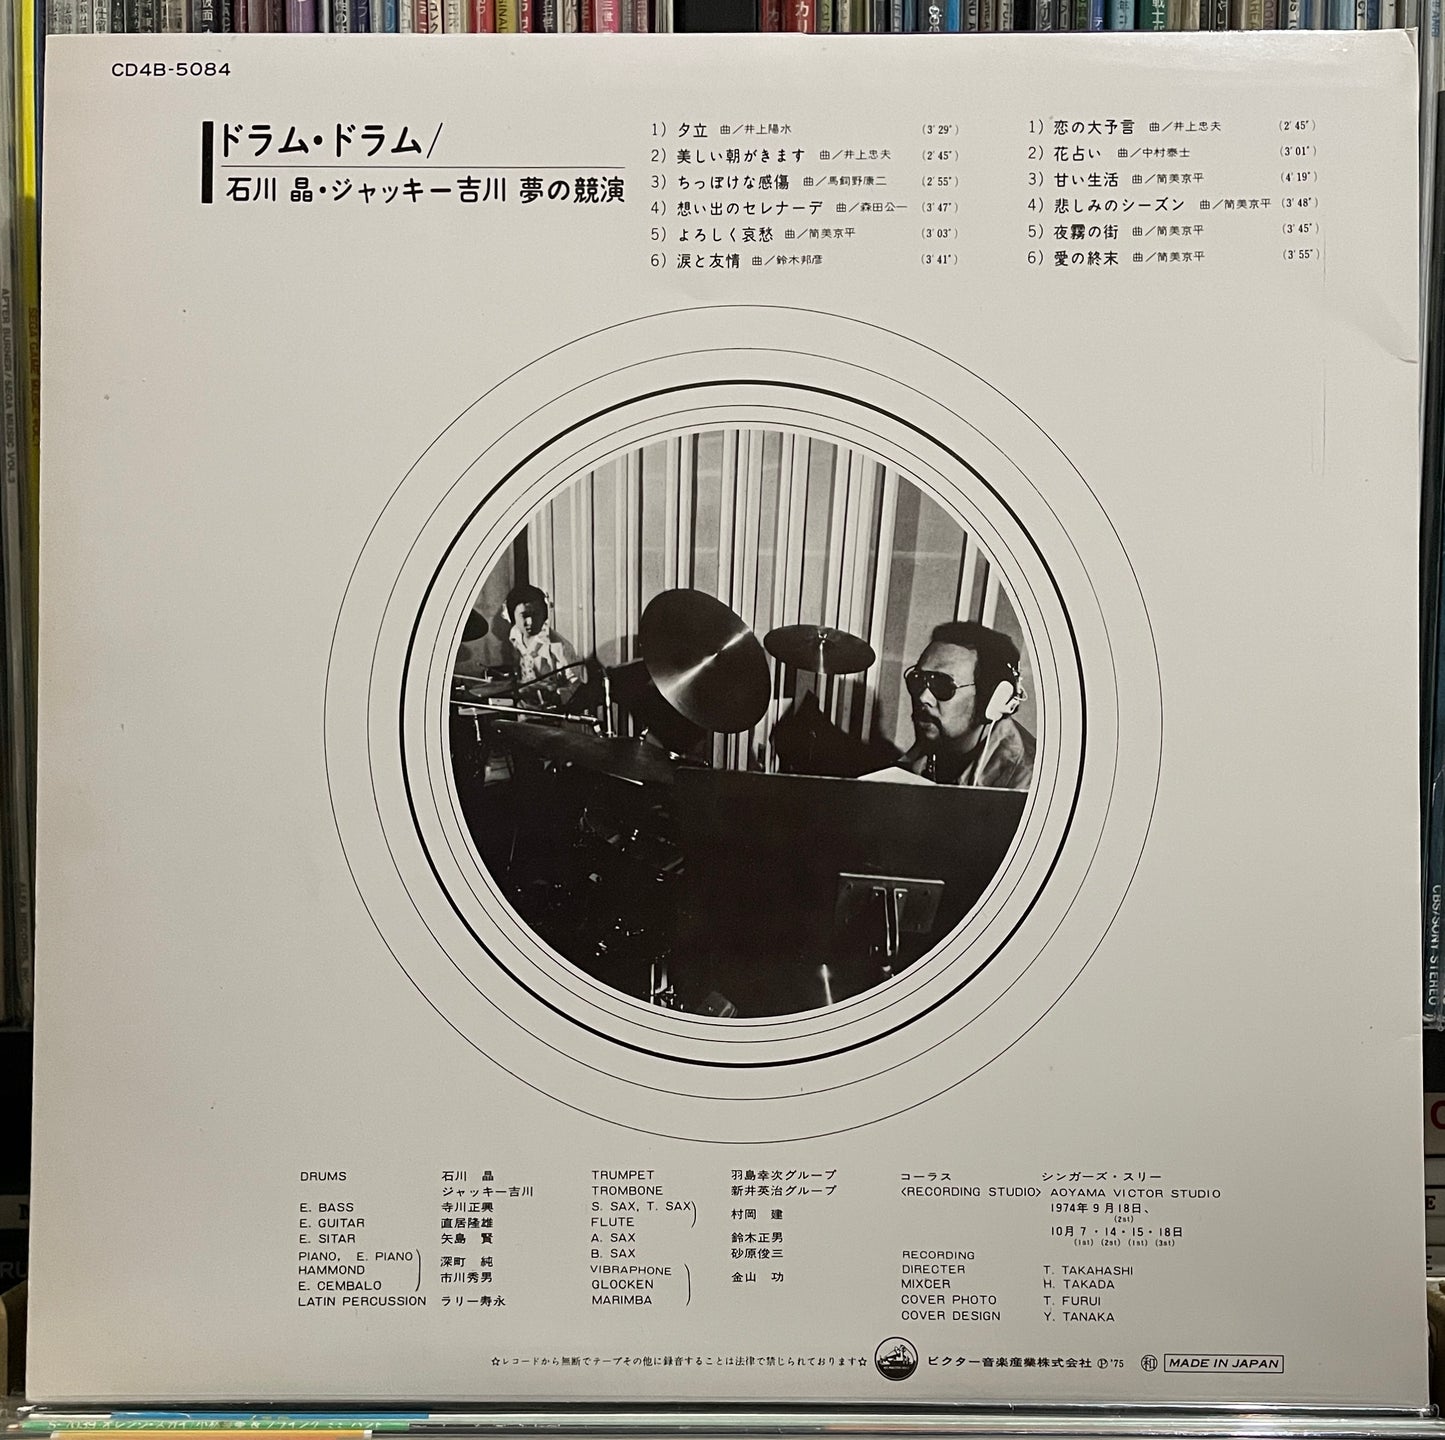 CD4B-5084
ドラム・ドラム/
石川 晶・ジャッキー吉川 夢の競演
1) 夕立 曲/井上陽水 (3′29″)
2) 美しい朝がきます 曲/井上忠夫 (2′45″)
3) ちっぽけな感傷 曲/馬飼野康二 (2′55″)
4) 想い出のセレナーデ 曲/森田公一 (3′47″)
5) よろしく哀愁 曲/筒美京平 (3′03″)
6) 涙と友情 曲/鈴木邦彦 (3′41″)
1) 恋の大予言 曲/井上忠夫 (2′45″)
2) 花占い 曲/中村泰士 (3′01″)
3) 甘い生活 曲/筒美京平 (4′19″)
4) 悲しみのシーズン 曲/筒美京平 (3′48″)
5) 夜霧の街 曲/筒美京平 (3′45″)
6) 愛の終末 曲/筒美京平 (3′55″)
DRUMS 石川 晶
ジャッキー吉川
E. BASS 寺川正興
E. GUITAR 直居隆雄
E. SITAR 矢島 賢
PIANO, E. PIANO 深町 純
HAMMOND 市川秀男
E. CEMBALO
LATIN PERCUSSION ラリー寿永
TRUMPET 羽島幸次グループ
TROMBONE 新井英治グループ
S. SAX, T. SAX 村岡 建
FLUTE
A. SAX 鈴木正男
B. SAX 砂原俊三
VIBRAPHONE
GLOCKEN 金山 功
MARIMBA
コーラス シンガーズ・スリー
〈RECORDING STUDIO〉 AOYAMA VICTOR STUDIO
1974年9月18日、
(2st)
10月7・14・15・18日
(1st) (2st) (1st) (3st)
RECORDING
DIRECTER T. TAKAHASHI
MIXCER H. TAKADA
COVER PHOTO T. FURUI
COVER DESIGN Y. TANAKA
☆レコードから無断でテープその他に録音することは法律で禁じられております☆
ビクター音楽産業株式会社 Ⓟ'75 ㊒ MADE IN JAPAN
AFTER BURNER/SEGA MUSIC VOL.3
CBS/SONY STEREO